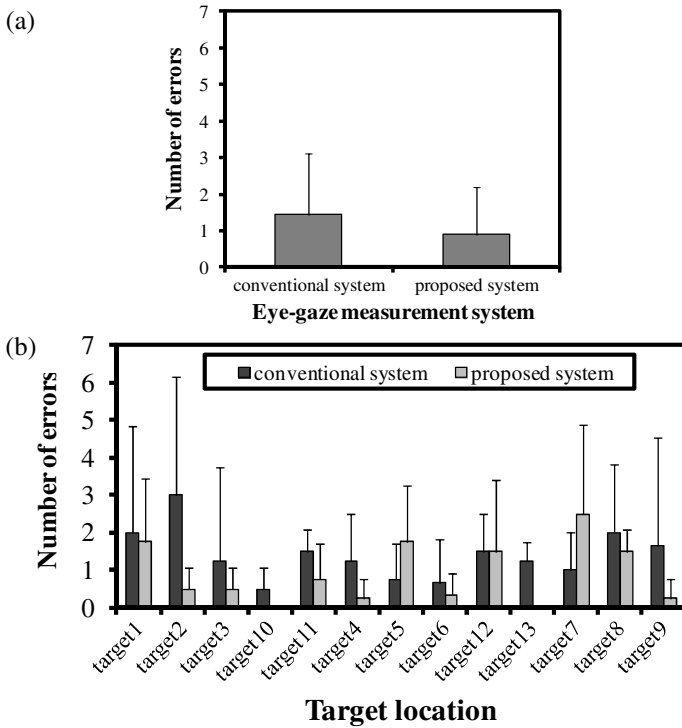 (a)
7
6
5
4
3
2
1
0
Number of errors
conventional system proposed system
Eye-gaze measurement system
(b)
7
6
5
4
3
2
1
0
Number of errors
conventional system proposed system
target1 target2 target3 target10 target11 target4 target5 target6 target12 target13 target7 target8 target9
Target location